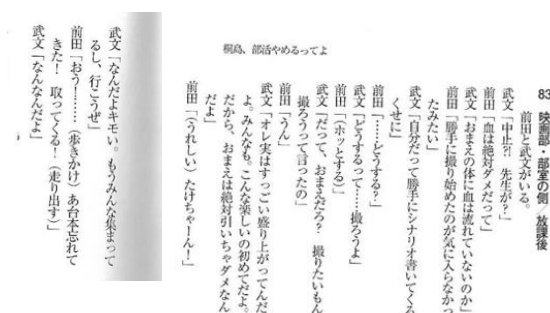 83 映画部・部室の側 放課後
前田と武文がいる。
武文「中止?! 先生が?」
前田「血は絶対ダメだって」
武文「おまえの体に血は流れていないのか」
前田「勝手に撮り始めたのが気に入らなかっ
たみたい」
武文「自分だって勝手にシナリオ書いてくる
くせに」
前田「……どうする?」
武文「どうするって……撮ろうよ」
前田「(ホッとする)」
武文「だって、おまえだろ? 撮りたいもん
撮ろうって言ったの」
前田「うん」
武文「オレ実はすっごい盛り上がってんだ
よ。みんなも。こんな楽しいの初めてだよ。
だから、おまえは絶対引いちゃダメなん
だよ」
前田「(うれしい)たけちゃーん!」
桐島、部活やめるってよ
武文「なんだよキモい。もうみんな集まって
るし、行こうぜ」
前田「おう!……(歩きかけ)あ台本忘れて
きた! 取ってくる!(走り出す)」
武文「なんなんだよ」